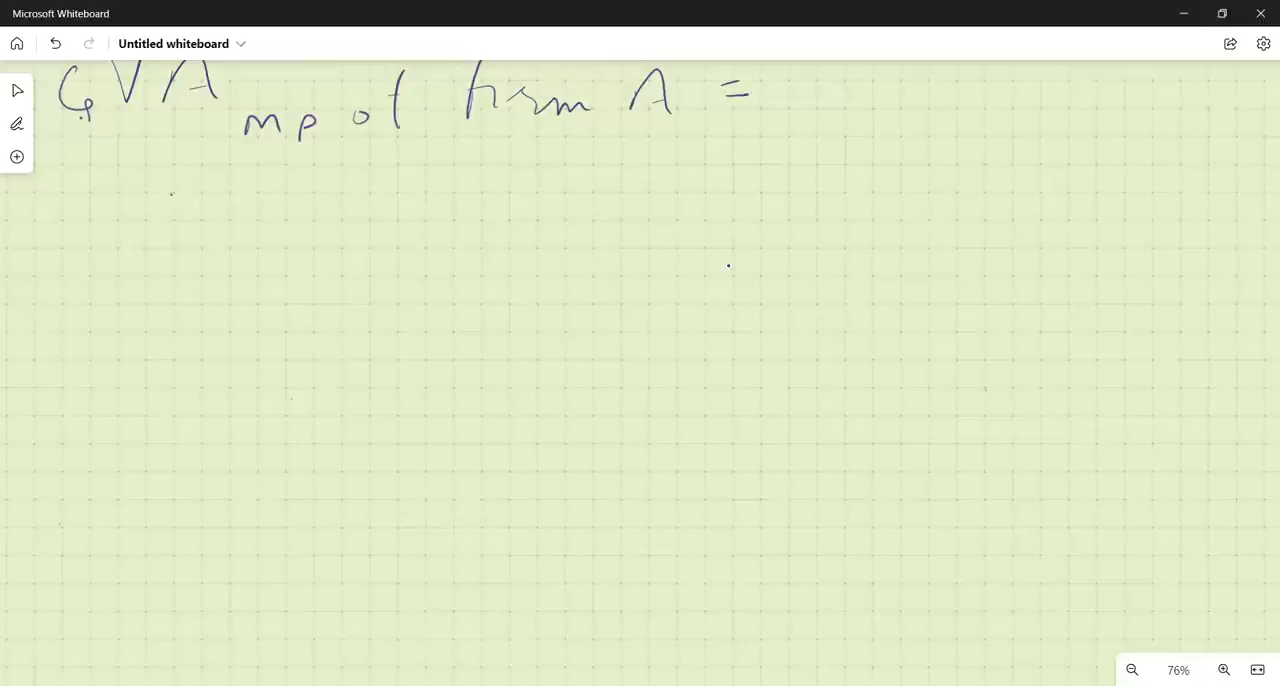 Microsoft Whiteboard
Untitled whiteboard
GVA mp of firm A =
76%